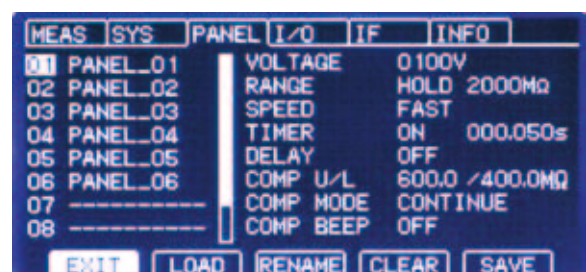 MEAS SYS PANEL I/O IF INFO
01 PANEL_01 VOLTAGE 0100V
02 PANEL_02 RANGE HOLD 2000MΩ
03 PANEL_03 SPEED FAST
04 PANEL_04 TIMER ON 000.050s
05 PANEL_05 DELAY OFF
06 PANEL_06 COMP U/L 600.0 /400.0MΩ
07 ---------- COMP MODE CONTINUE
08 ---------- COMP BEEP OFF
EXIT LOAD RENAME CLEAR SAVE